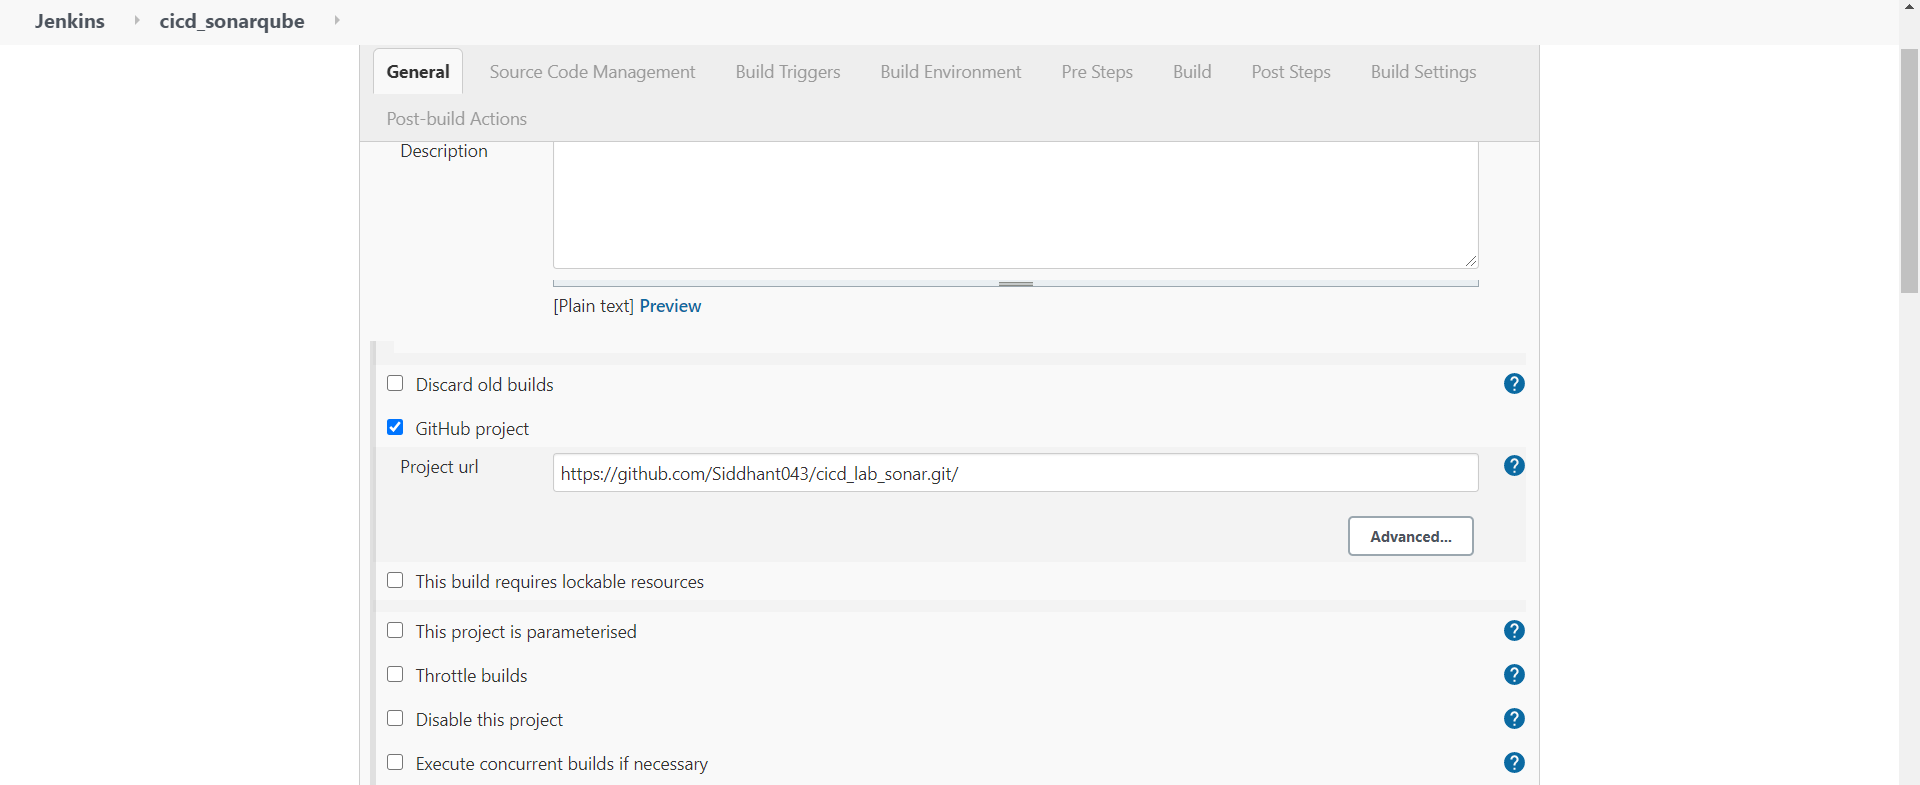 Jenkins cicd_sonarqube
General Source Code Management Build Triggers Build Environment Pre Steps Build Post Steps Build Settings
Post-build Actions
Description
[Plain text] Preview
Discard old builds ?
GitHub project
Project url https://github.com/Siddhant043/cicd_lab_sonar.git/ ?
Advanced...
This build requires lockable resources
This project is parameterised ?
Throttle builds ?
Disable this project ?
Execute concurrent builds if necessary ?